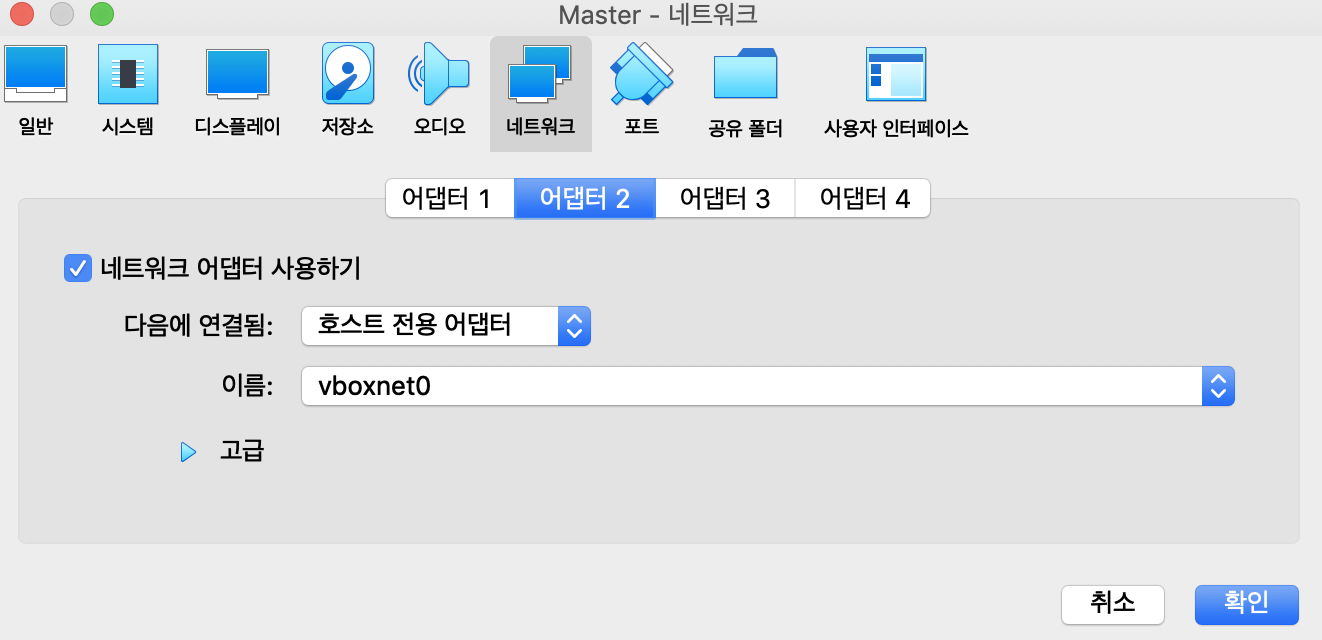 Master - 네트워크
일반 시스템 디스플레이 저장소 오디오 네트워크 포트 공유 폴더 사용자 인터페이스
어댑터 1 어댑터 2 어댑터 3 어댑터 4
네트워크 어댑터 사용하기
다음에 연결됨: 호스트 전용 어댑터
이름: vboxnet0
고급
취소 확인